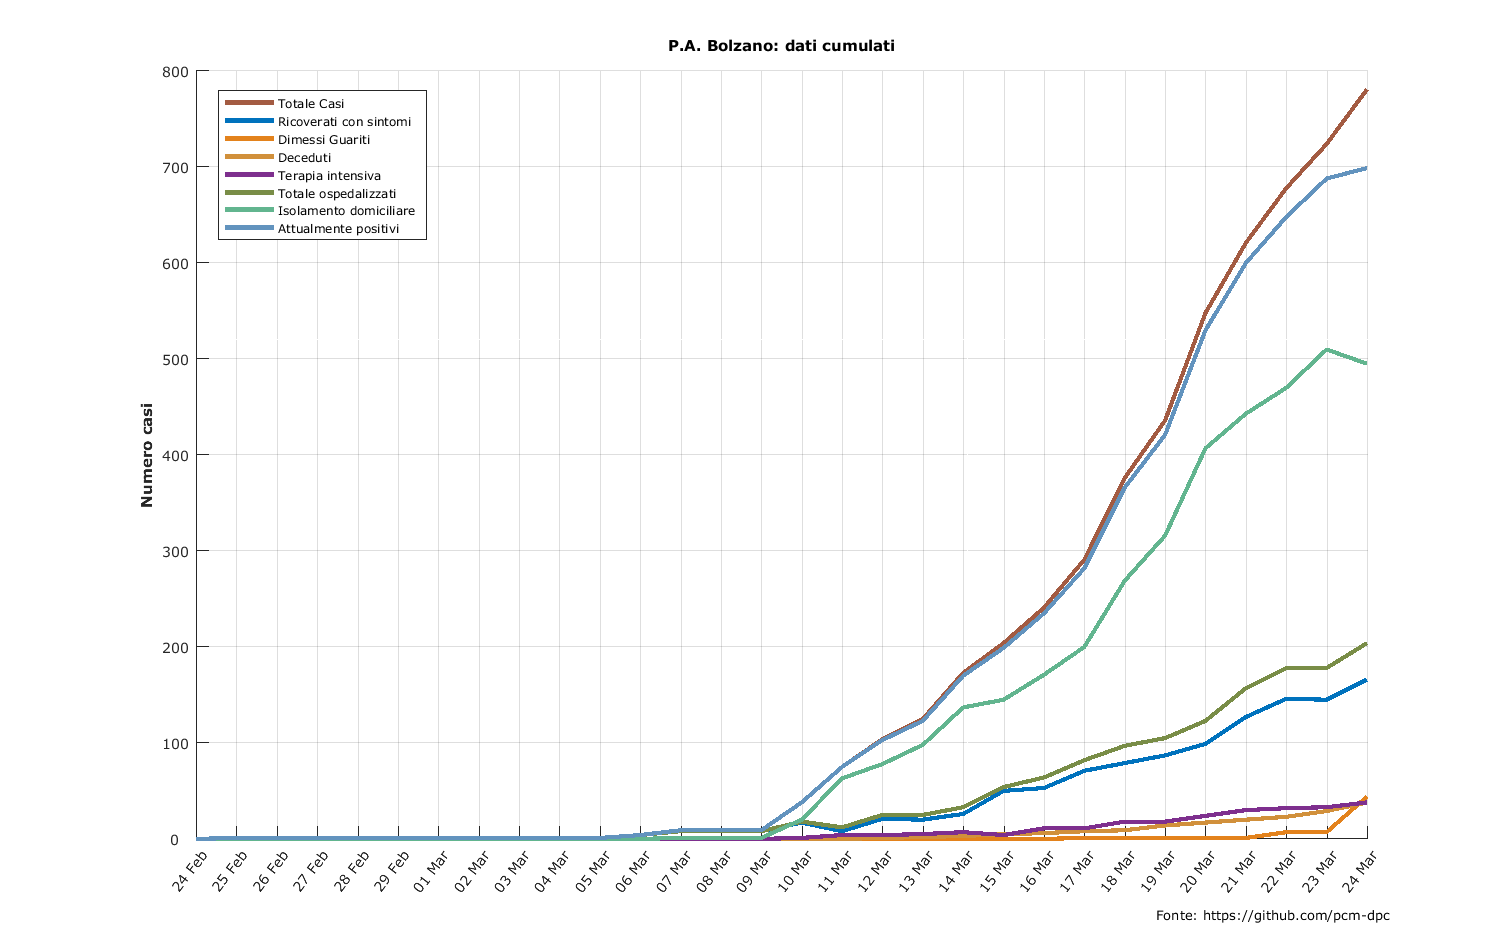 P.A. Bolzano: dati cumulati
800
700
600
500
400
300
200
100
0
Numero casi
Totale Casi
Ricoverati con sintomi
Dimessi Guariti
Deceduti
Terapia intensiva
Totale ospedalizzati
Isolamento domiciliare
Attualmente positivi
24 Feb
25 Feb
26 Feb
27 Feb
28 Feb
29 Feb
01 Mar
02 Mar
03 Mar
04 Mar
05 Mar
06 Mar
07 Mar
08 Mar
09 Mar
10 Mar
11 Mar
12 Mar
13 Mar
14 Mar
15 Mar
16 Mar
17 Mar
18 Mar
19 Mar
20 Mar
21 Mar
22 Mar
23 Mar
24 Mar
Fonte: https://github.com/pcm-dpc